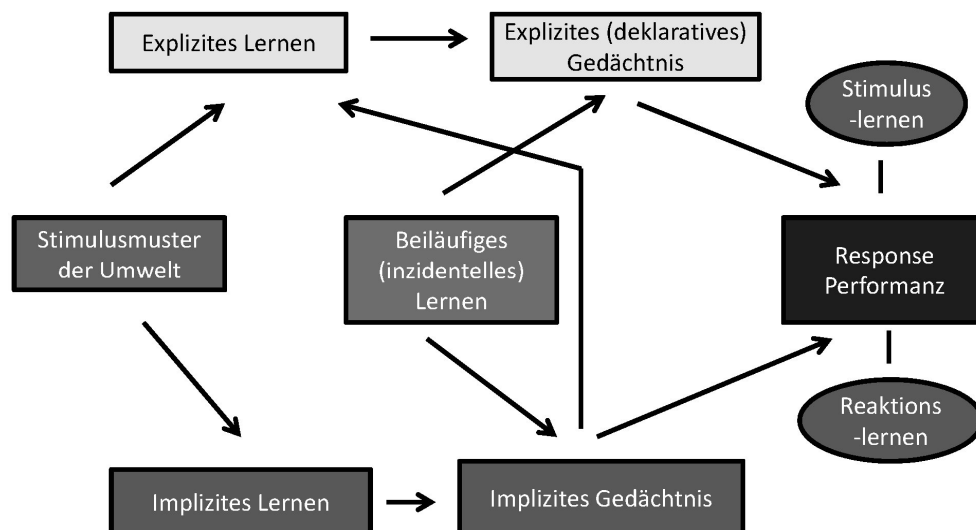 Explizites Lernen
Explizites (deklaratives)
Gedächtnis
Stimulus
-lernen
Stimulusmuster
der Umwelt
Beiläufiges
(inzidentelles)
Lernen
Response
Performanz
Reaktions
-lernen
Implizites Lernen
Implizites Gedächtnis